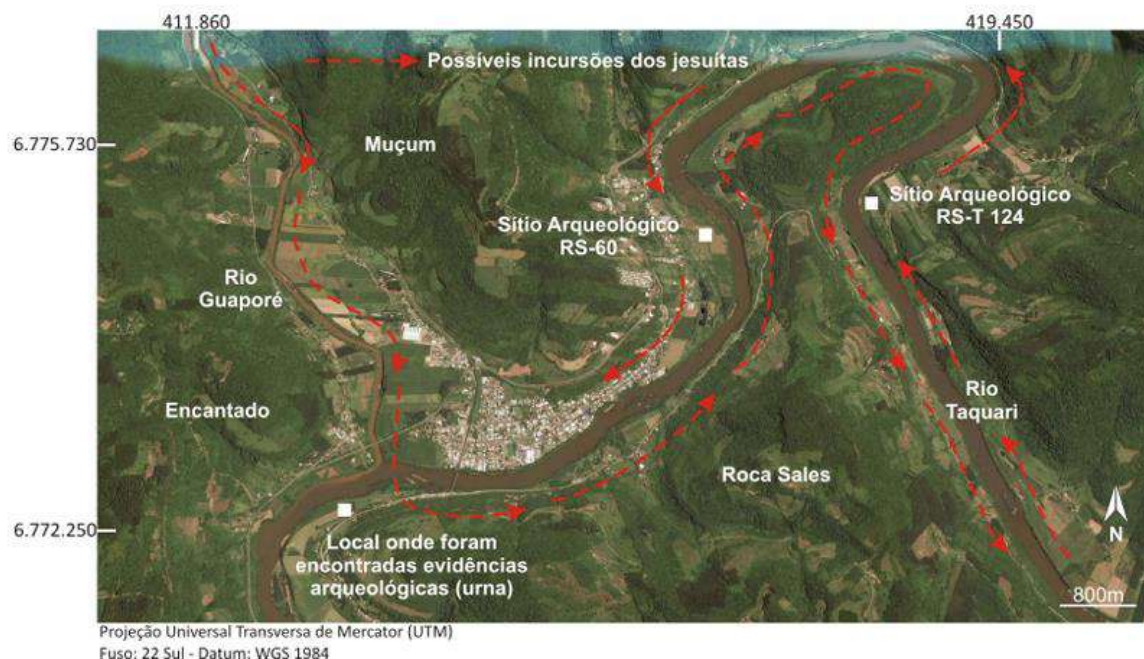 411.860
419.450
Possíveis incursões dos jesuítas
6.775.730
Muçum
Sítio Arqueológico
RS-60
Sítio Arqueológico
RS-T 124
Rio
Guaporé
Encantado
Rio
Taquari
Roca Sales
6.772.250
Local onde foram
encontradas evidências
arqueológicas (urna)
N
800m
Projeção Universal Transversa de Mercator (UTM)
Fuso: 22 Sul - Datum: WGS 1984